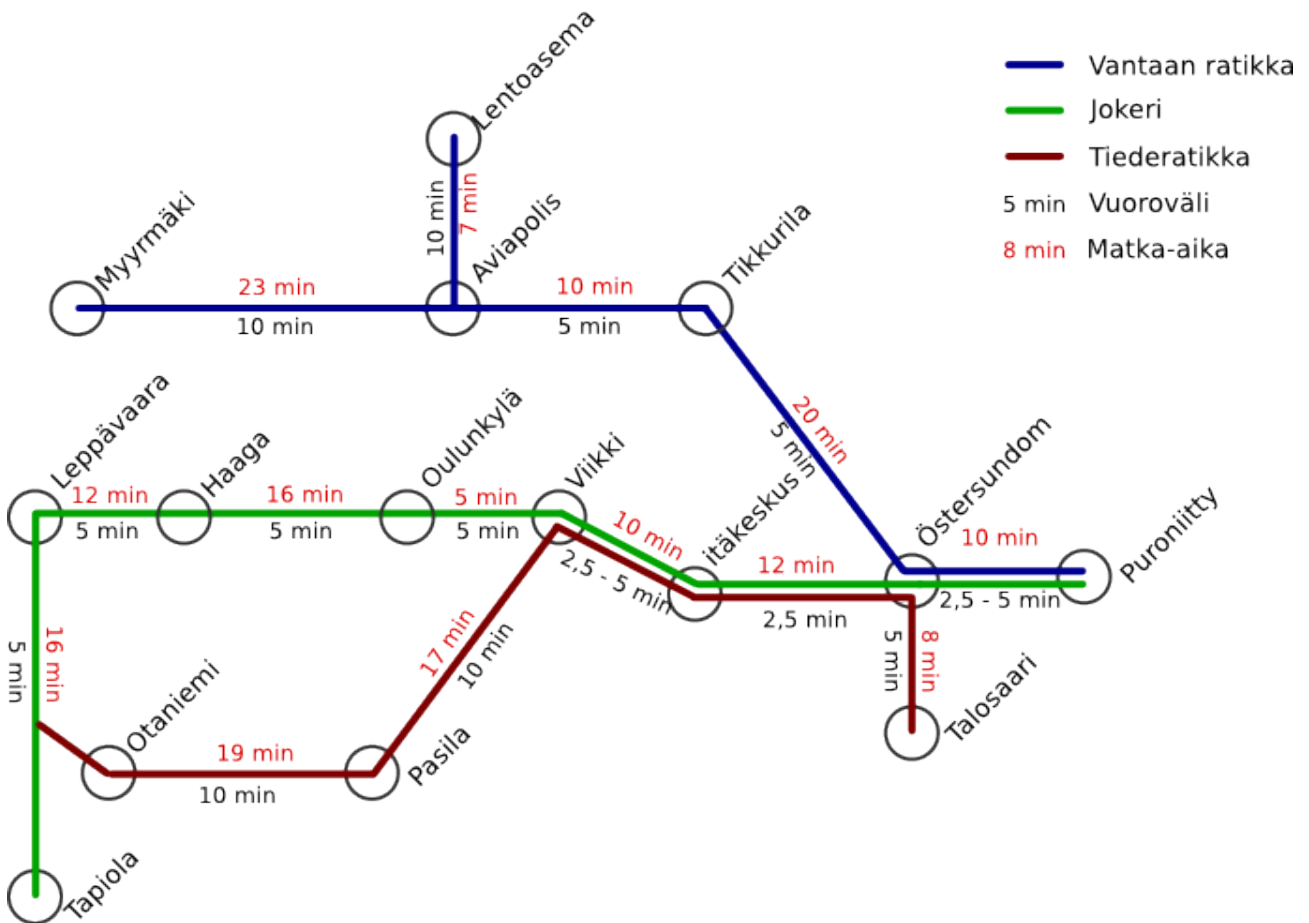 Vantaan ratikka
Jokeri
Tiederatikka
5 min Vuoroväli
8 min Matka-aika
Lentoasema
10 min
7 min
Myyrmäki
Aviapolis
Tikkurila
23 min
10 min
10 min
5 min
20 min
5 min
Leppävaara
Haaga
Oulunkylä
Viikki
itäkeskus
Östersundom
Puroniitty
12 min
5 min
16 min
5 min
5 min
5 min
10 min
2,5 - 5 min
12 min
2,5 min
10 min
2,5 - 5 min
16 min
5 min
Otaniemi
19 min
10 min
Pasila
17 min
10 min
5 min
8 min
Talosaari
Tapiola